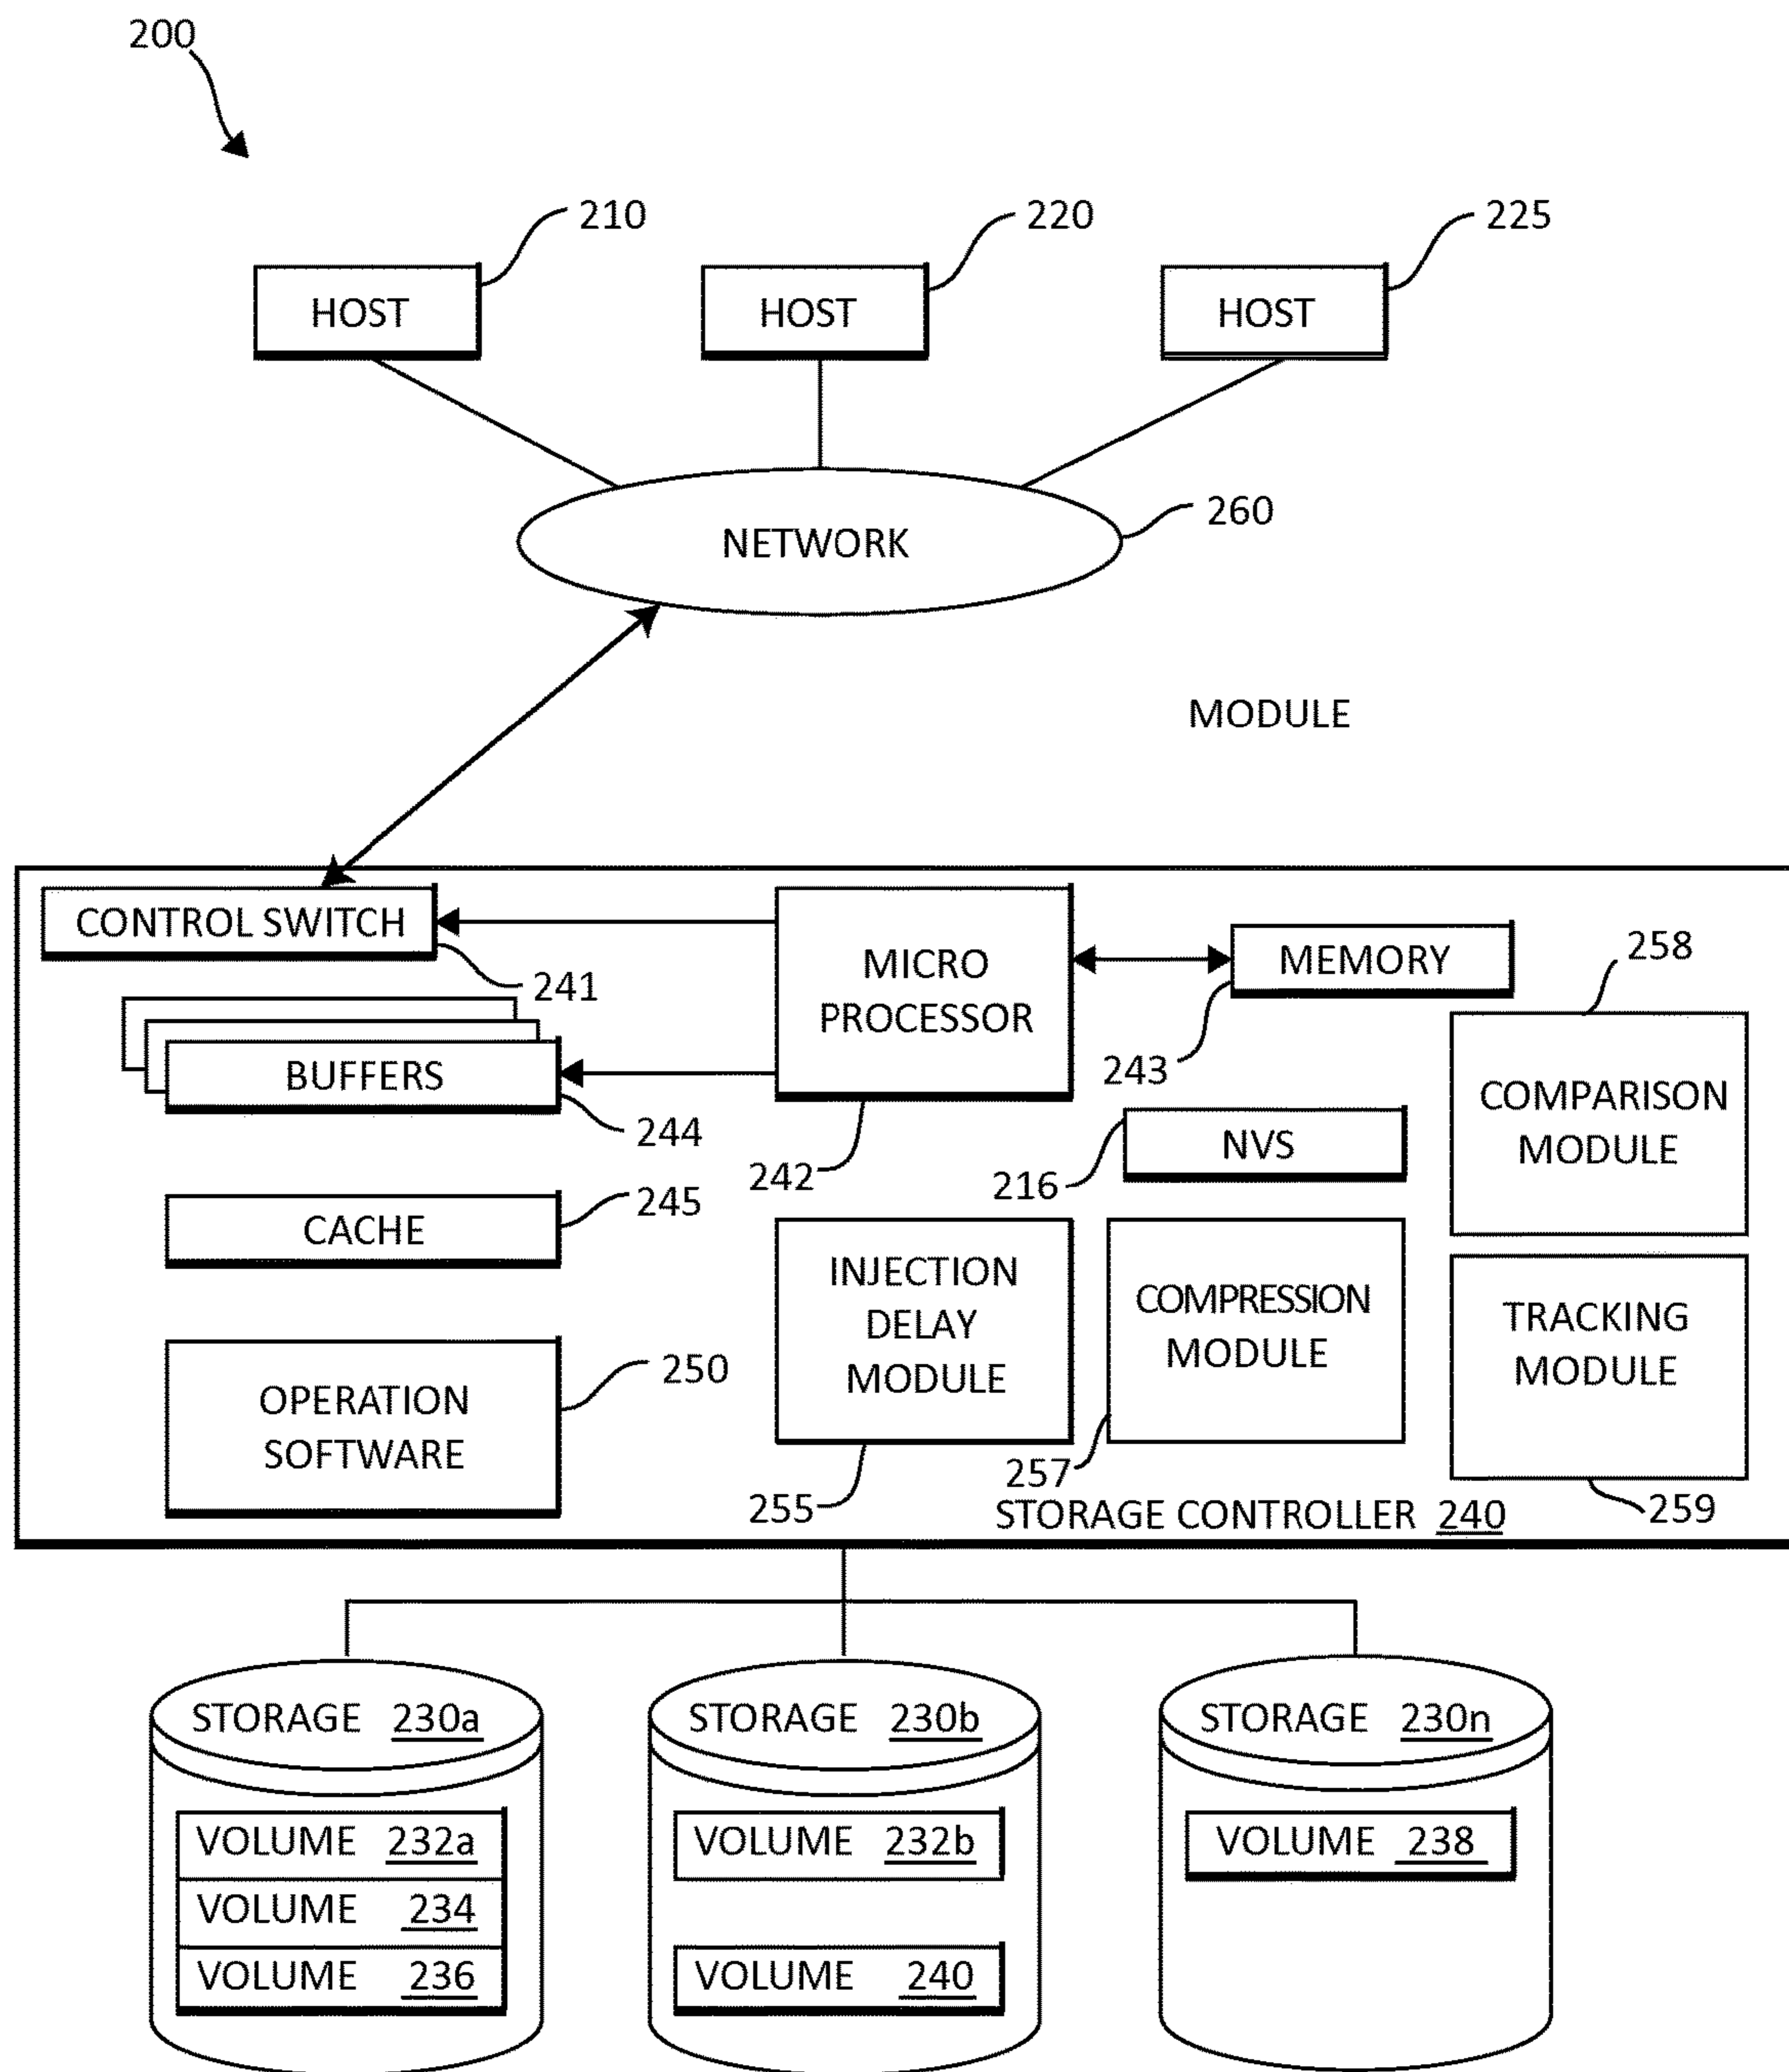 200
210
220
225
HOST
HOST
HOST
260
NETWORK
MODULE
CONTROL SWITCH
241
MICRO
PROCESSOR
242
MEMORY
243
258
COMPARISON
MODULE
BUFFERS
244
216
NVS
CACHE
245
INJECTION
DELAY
MODULE
255
COMPRESSION
MODULE
257
TRACKING
MODULE
259
OPERATION
SOFTWARE
250
STORAGE CONTROLLER 240
STORAGE 230a
VOLUME 232a
VOLUME 234
VOLUME 236
STORAGE 230b
VOLUME 232b
VOLUME 240
STORAGE 230n
VOLUME 238